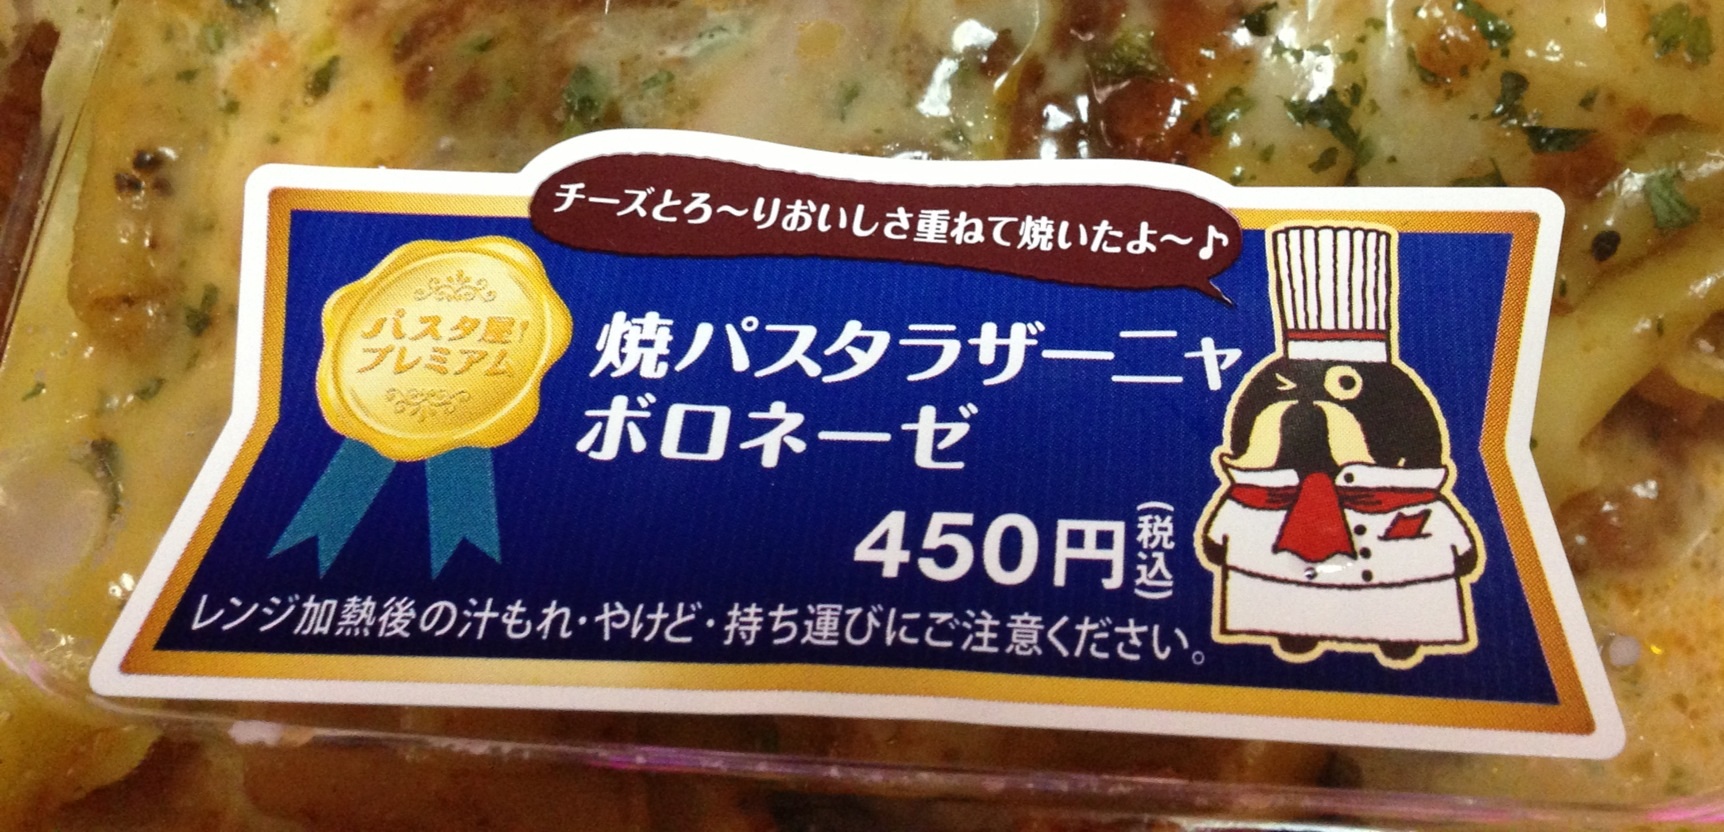 チーズとろ〜りおいしさ重ねて焼いたよ〜♪
パスタ屋!
プレミアム
焼パスタラザーニャ
ボロネーゼ
450円(税込)
レンジ加熱後の汁もれ・やけど・持ち運びにご注意ください。